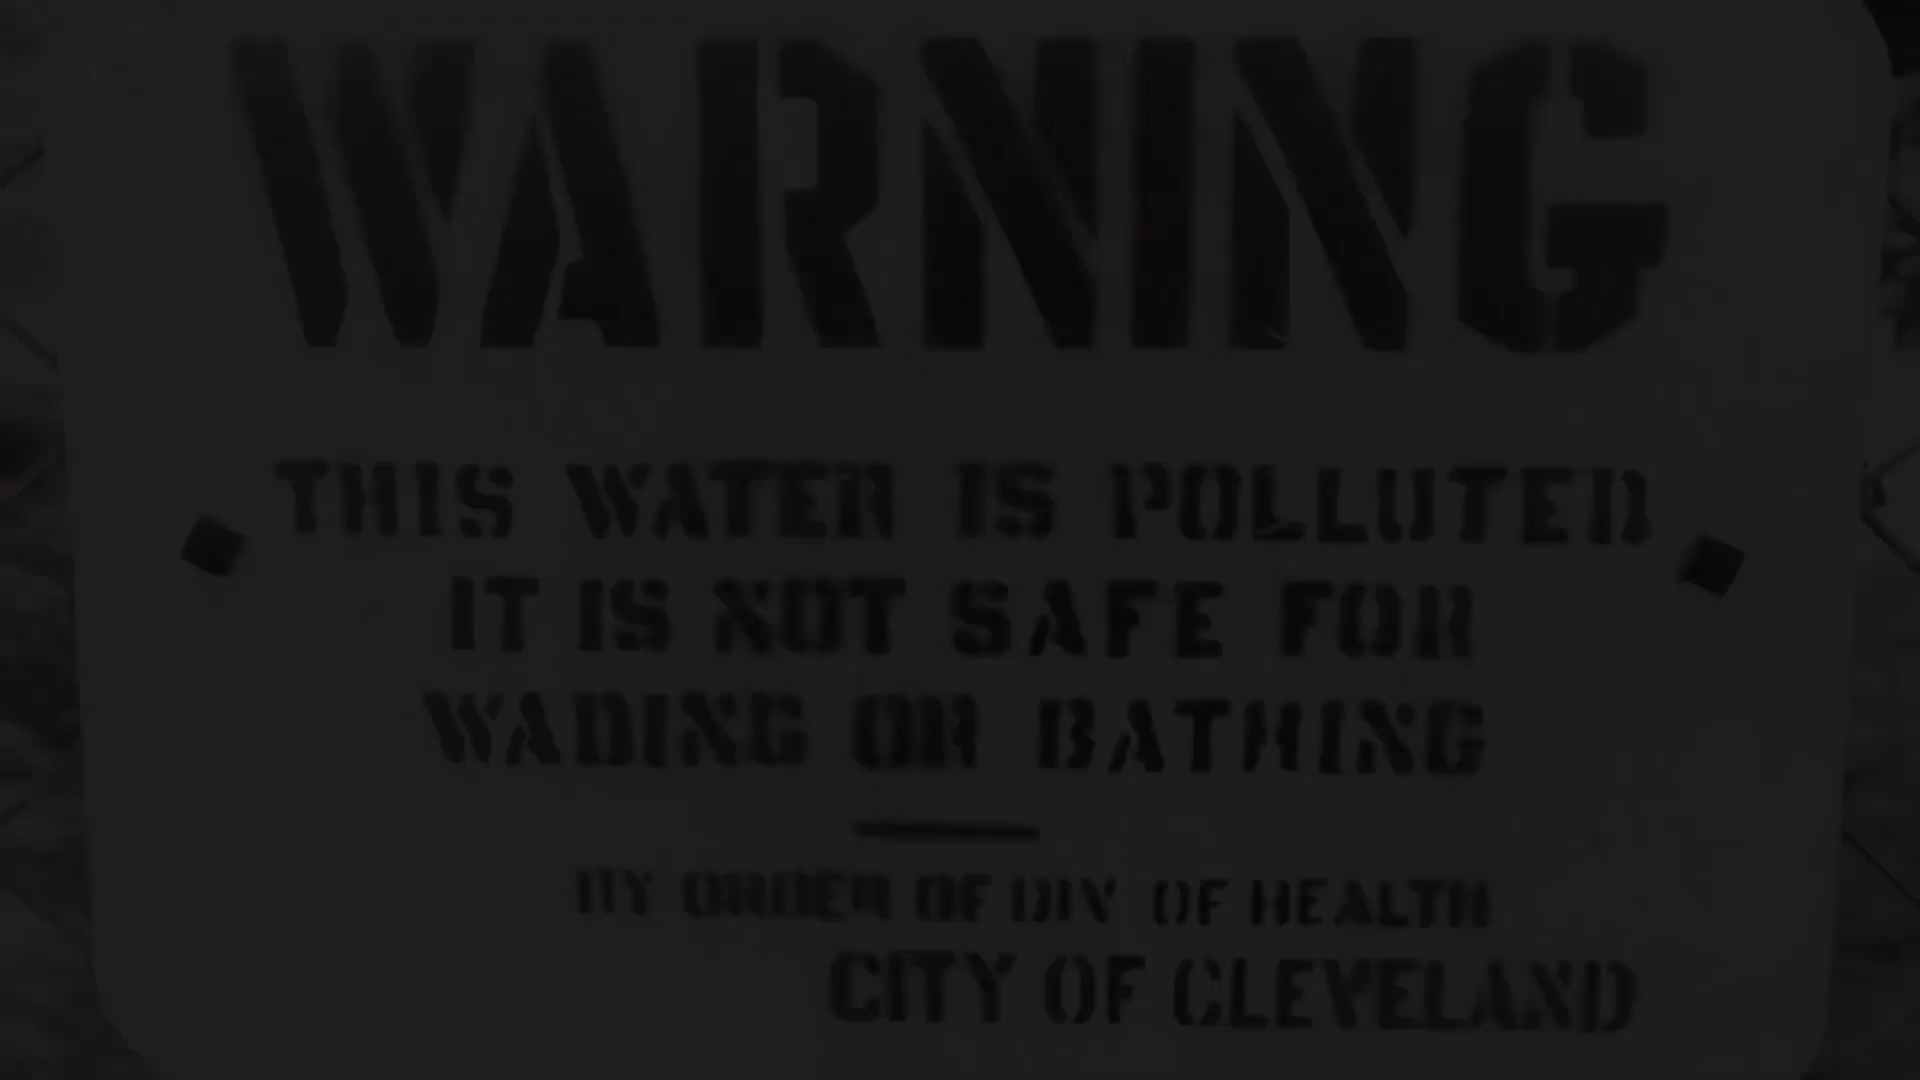 WARNING
THIS WATER IS POLLUTED
IT IS NOT SAFE FOR
WADING OR BATHING
BY ORDER OF DIV OF HEALTH
CITY OF CLEVELAND